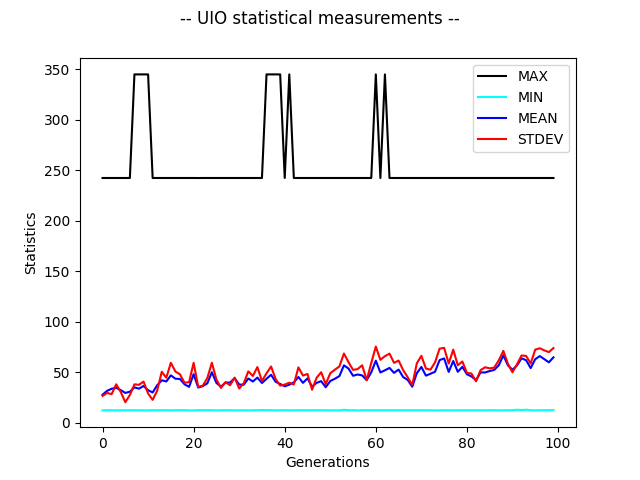 -- UIO statistical measurements --
MAX
MIN
MEAN
STDEV
350
300
250
200
150
100
50
0
Statistics
0 20 40 60 80 100
Generations